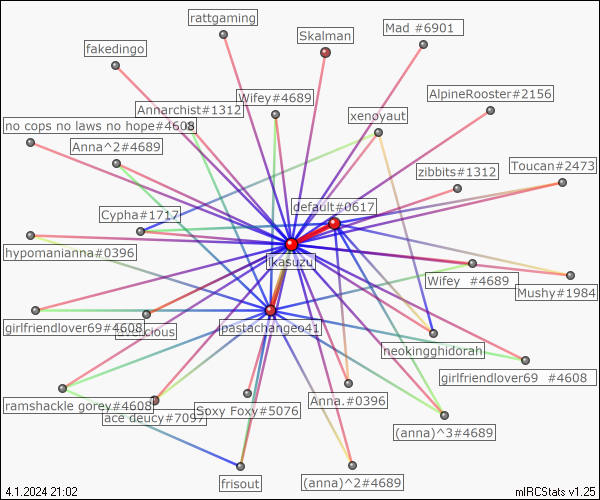 rattgaming
Mad #6901
Skalman
fakedingo
Wifey#4689
AlpineRooster#2156
Annarchist#1312
xenoyaut
no cops no laws no hope#4608
Anna^2#4689
Toucan#2473
zibbits#1312
default#0617
Cypha#1717
hypomanianna#0396
ikasuzu
Wifey #4689
Mushy#1984
girlfriendlover69#4608
pastachangeo41
neokingghidorah
girlfriendlover69 #4608
ramshackle gorey#4608
ace deucy#7097
Soxy Foxy#5076
Anna.#0396
(anna)^3#4689
frisout
(anna)^2#4689
4.1.2024 21:02
mIRCStats v1.25